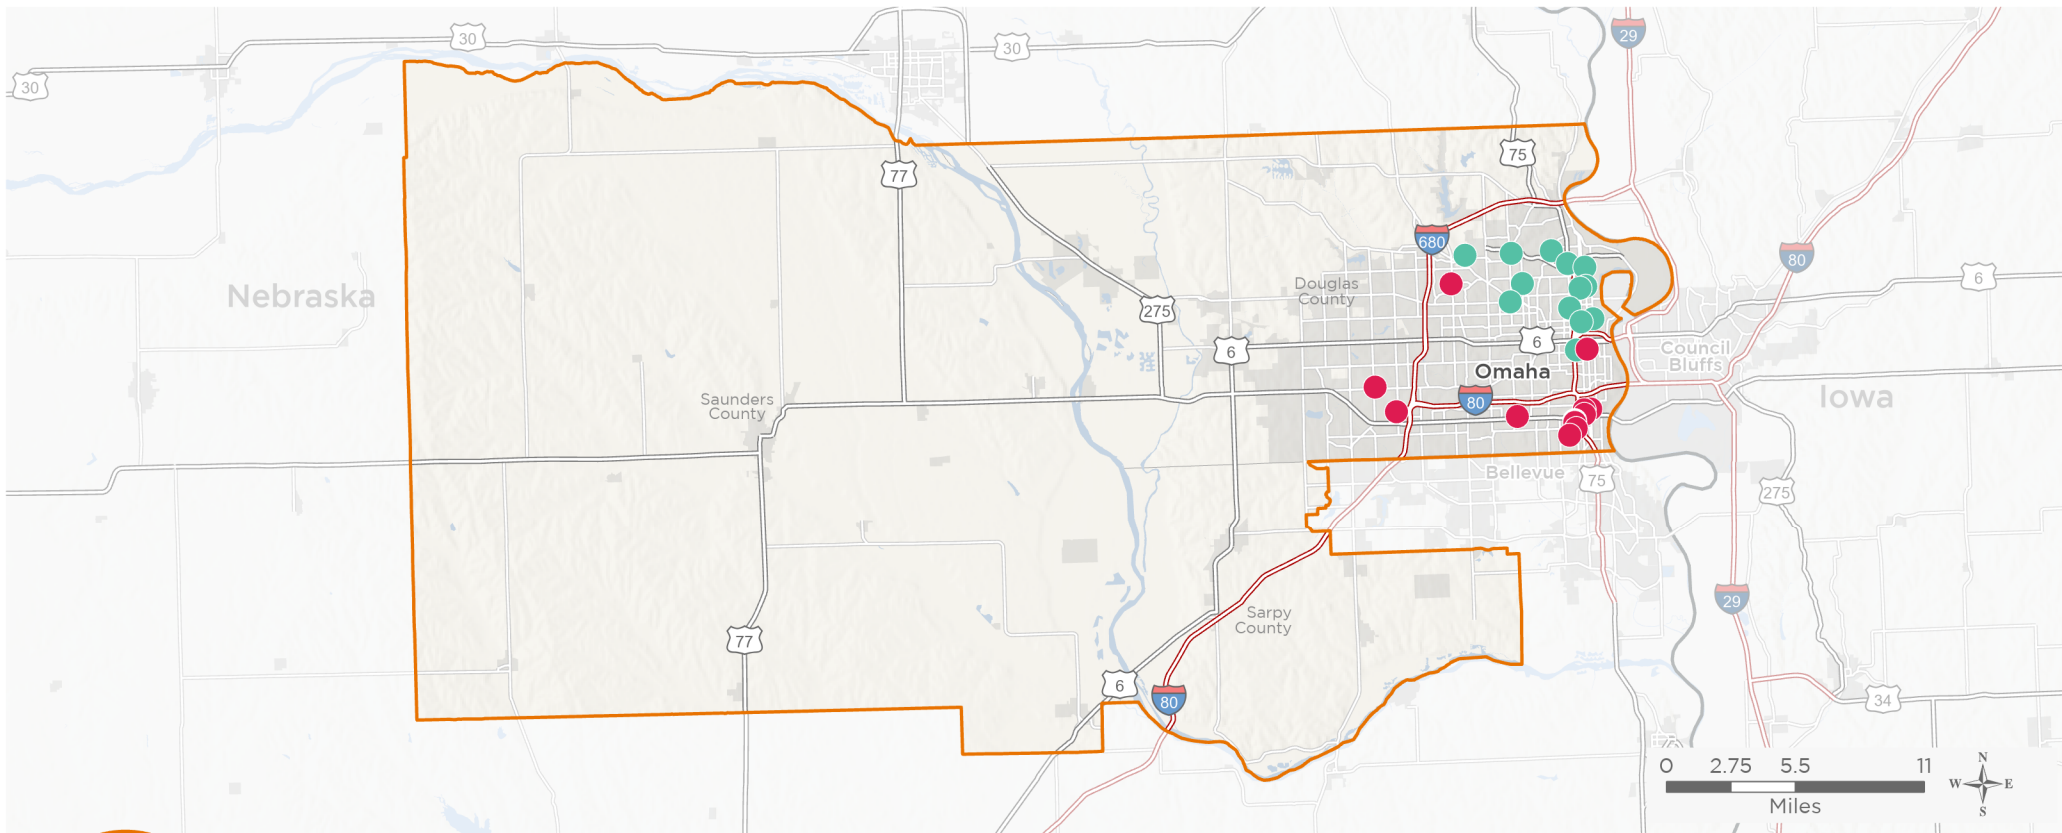 30
30
29
30
75
77
680
80
6
Nebraska
Douglas
County
275
6
6
Council
Bluffs
Omaha
80
Iowa
Saunders
County
Bellevue
75
275
29
Sarpy
County
77
6
80
34
0 2.75 5.5 11
Miles
N
W E
S